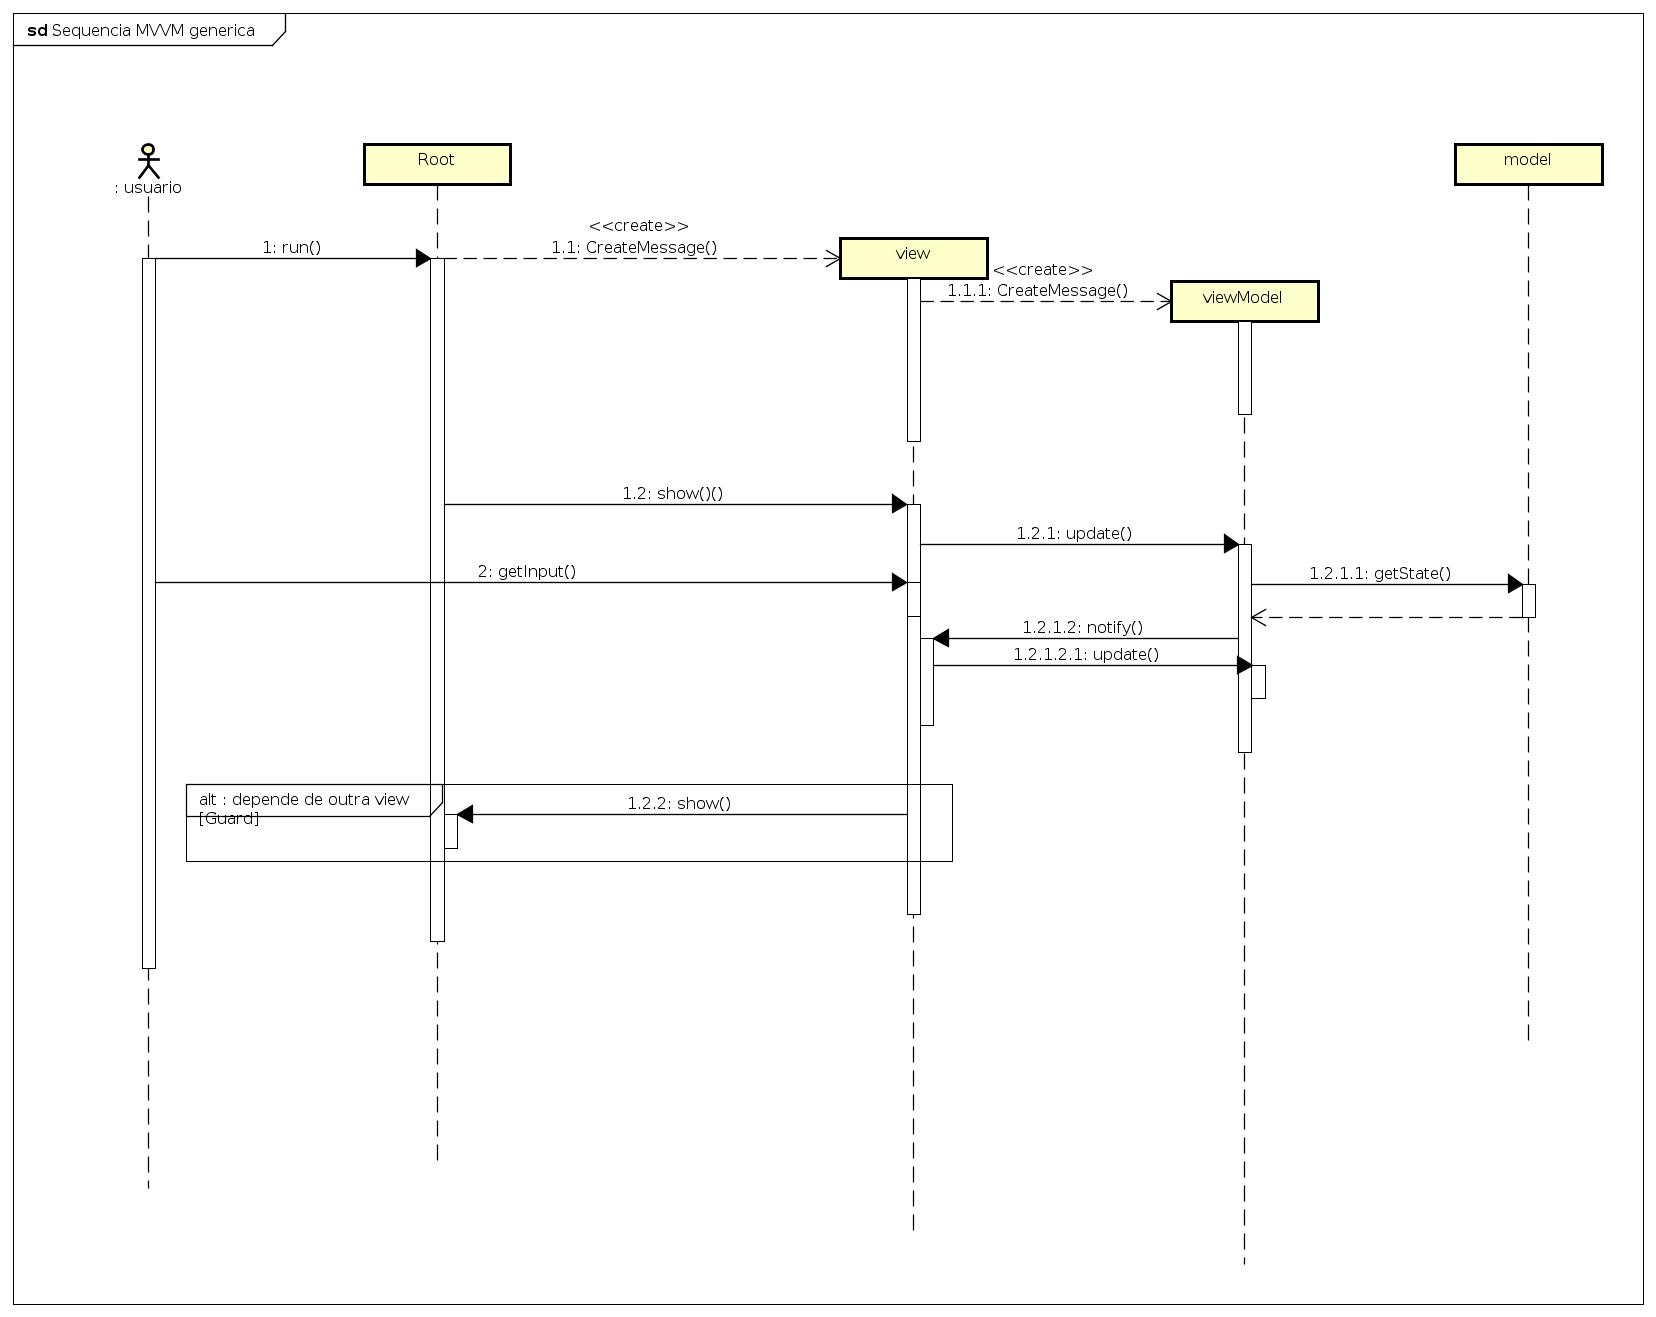 sd Sequencia MVVM generica
: usuario
Root
model
<<create>>
1: run()
1.1: CreateMessage()
view
<<create>>
1.1.1: CreateMessage()
viewModel
1.2: show()()
1.2.1: update()
2: getInput()
1.2.1.1: getState()
1.2.1.2: notify()
1.2.1.2.1: update()
alt : depende de outra view
[Guard]
1.2.2: show()